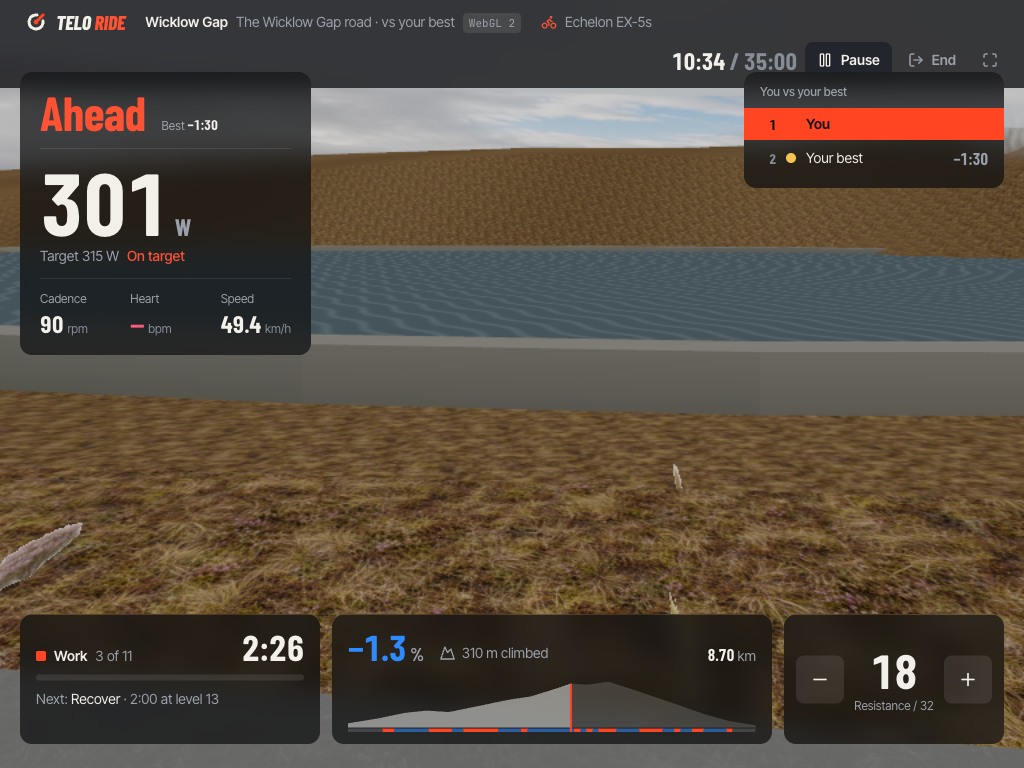 TELO RIDE Wicklow Gap The Wicklow Gap road · vs your best WebGL 2 Echelon EX-5s
10:34 / 35:00 Pause End
Ahead Best −1:30
301 W
Target 315 W On target
Cadence Heart Speed
90 rpm — bpm 49.4 km/h
You vs your best
1 You
2 Your best −1:30
Work 3 of 11 2:26
Next: Recover · 2:00 at level 13
−1.3 % 310 m climbed 8.70 km
− 18 +
Resistance / 32